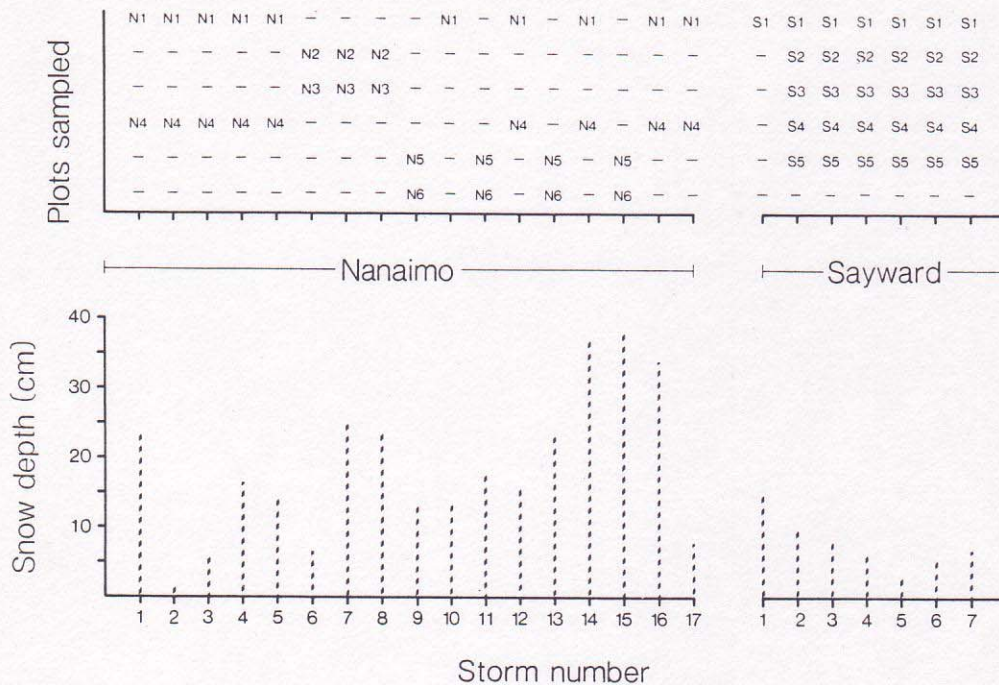 Plots sampled
N1 N1 N1 N1 N1 – – – – N1 – N1 – N1 – N1 N1 S1 S1 S1 S1 S1 S1 S1
– – – – – N2 N2 N2 – – – – – – – – – – S2 S2 S2 S2 S2 S2
– – – – – N3 N3 N3 – – – – – – – – – – S3 S3 S3 S3 S3 S3
N4 N4 N4 N4 N4 – – – – – – N4 – N4 – N4 N4 – S4 S4 S4 S4 S4 S4
– – – – – – – – N5 – N5 – N5 – N5 – – – S5 S5 S5 S5 S5 S5
– – – – – – – – N6 – N6 – N6 – N6 – – – – – – – – –
Nanaimo Sayward
Snow depth (cm)
40
30
20
10
1 2 3 4 5 6 7 8 9 10 11 12 13 14 15 16 17 1 2 3 4 5 6 7
Storm number